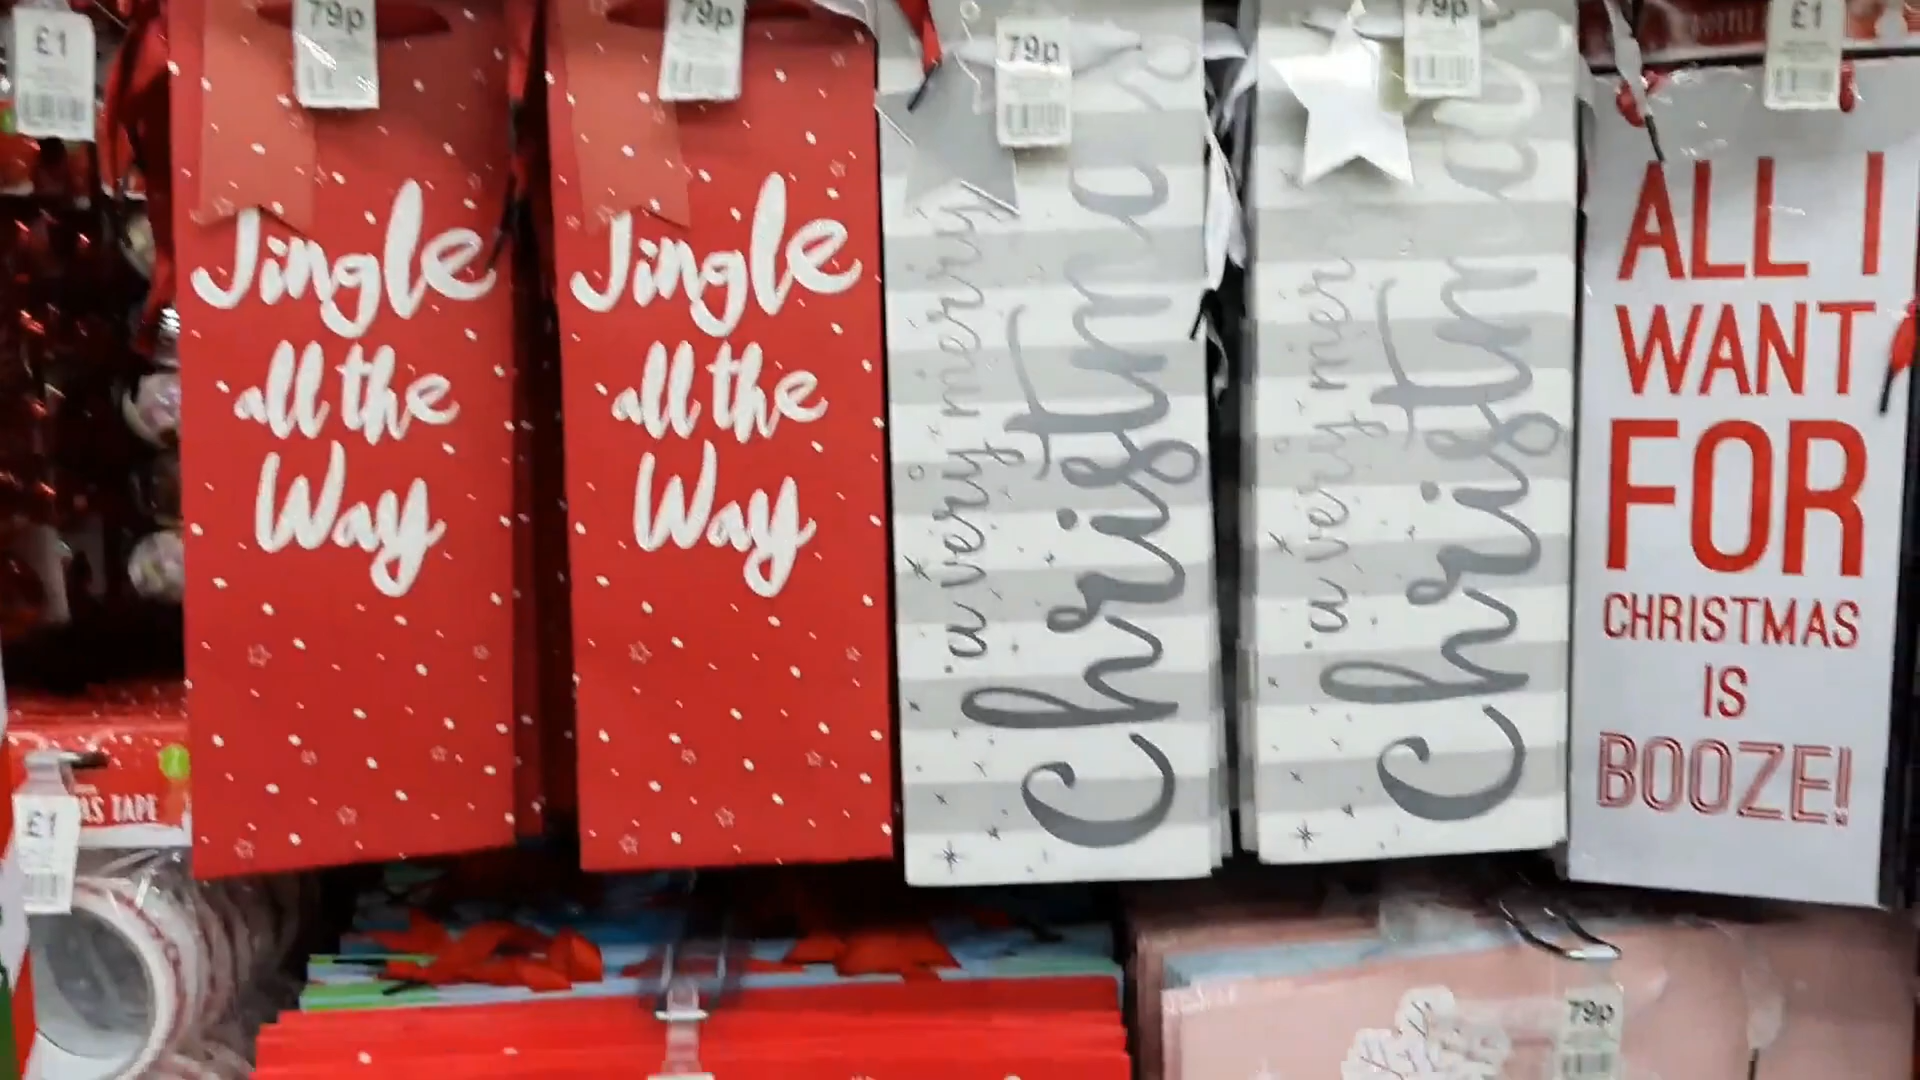 £1
79p
79p
79p
79p
£1
Jingle
all the
Way
Jingle
all the
Way
a very merry
Christmas
a very merry
Christmas
ALL I
WANT
FOR
CHRISTMAS
IS
BOOZE!
TAPE
£1
79p